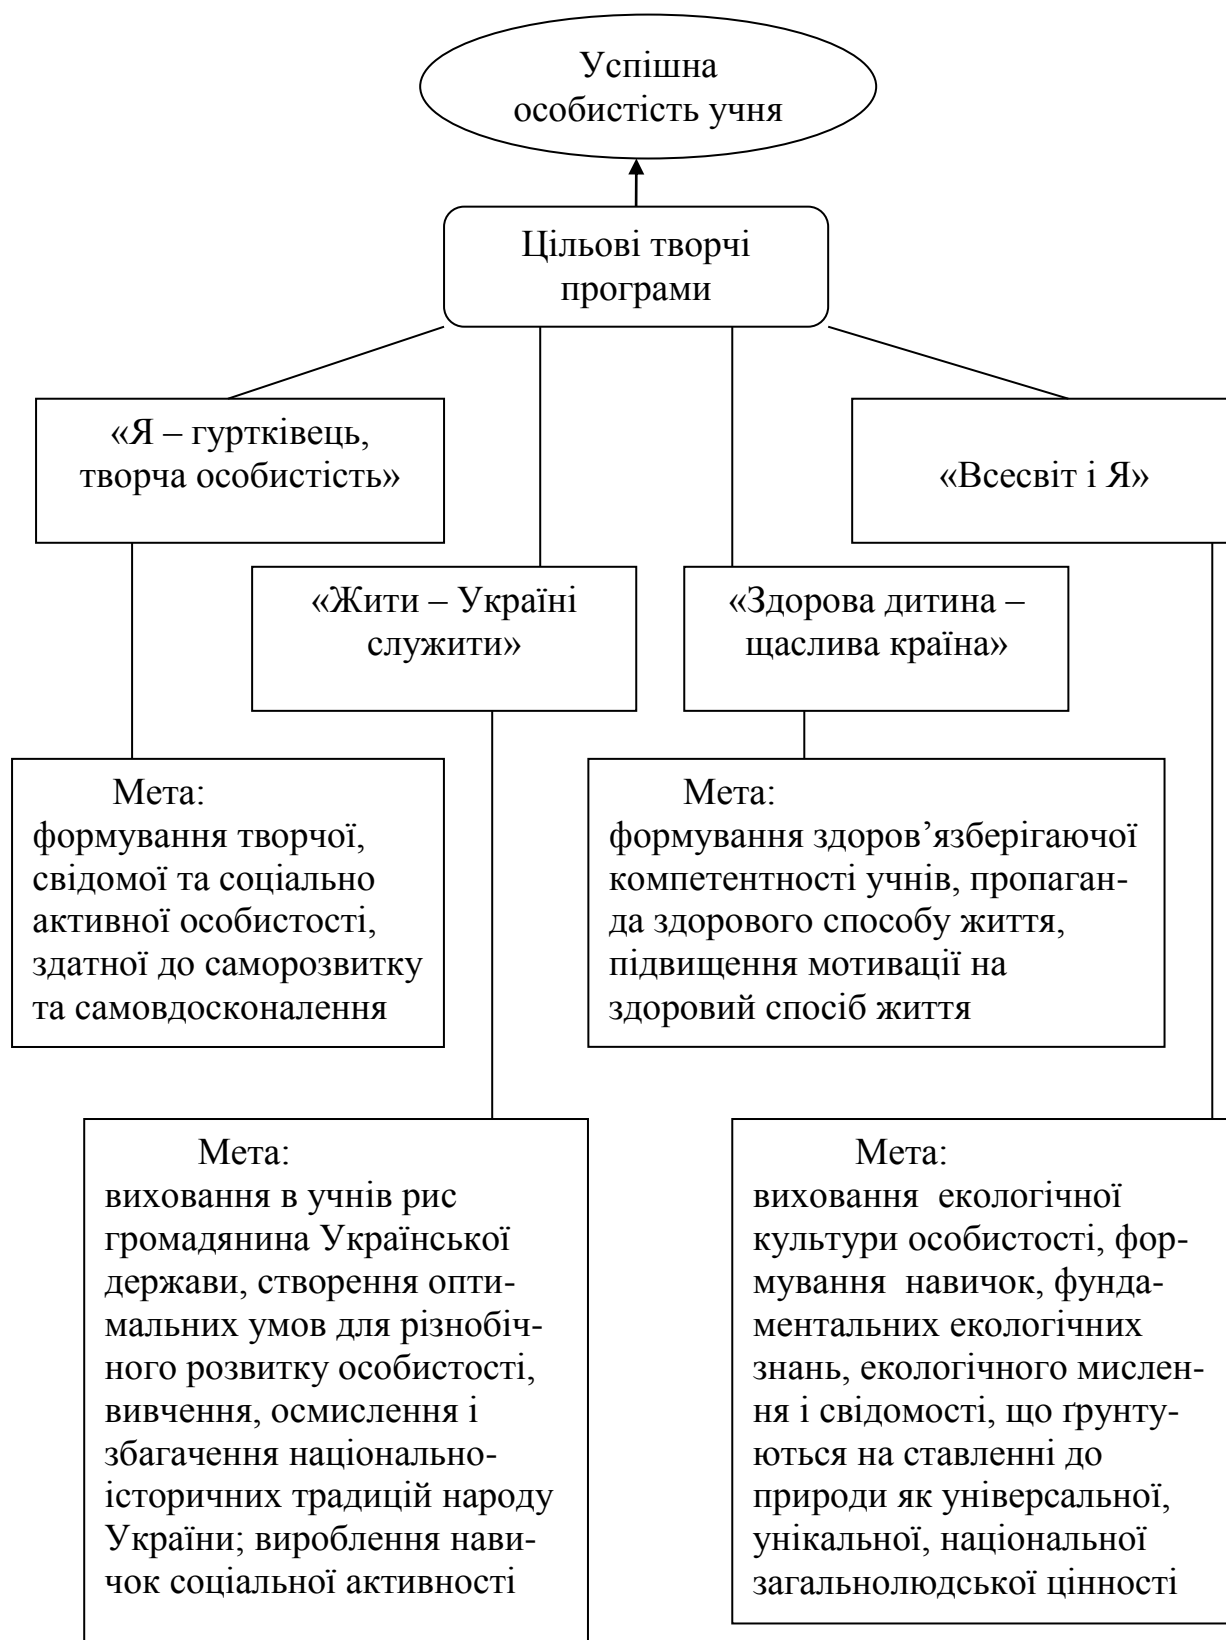 Успішна
особистість учня
Цільові творчі
програми
«Я – гуртківець,
творча особистість»
«Всесвіт і Я»
«Жити – Україні
служити»
«Здорова дитина –
щаслива країна»
Мета:
формування творчої,
свідомої та соціально
активної особистості,
здатної до саморозвитку
та самовдосконалення
Мета:
формування здоров’язберігаючої
компетентності учнів, пропаган-
да здорового способу життя,
підвищення мотивації на
здоровий спосіб життя
Мета:
виховання в учнів рис
громадянина Української
держави, створення опти-
мальних умов для різнобіч-
ного розвитку особистості,
вивчення, осмислення і
збагачення національно-
історичних традицій народу
України; вироблення нави-
чок соціальної активності
Мета:
виховання екологічної
культури особистості, фор-
мування навичок, фунда-
ментальних екологічних
знань, екологічного мислен-
ня і свідомості, що ґрунту-
ються на ставленні до
природи як універсальної,
унікальної, національної
загальнолюдської цінності